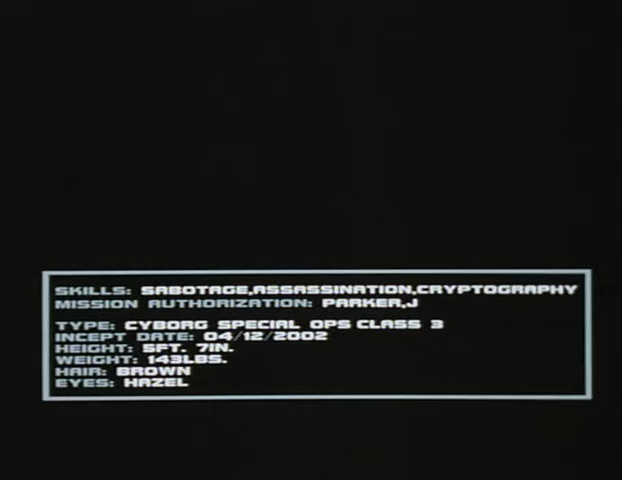 SKILLS: SABOTAGE,ASSASSINATION,CRYPTOGRAPHY
MISSION AUTHORIZATION: PARKER,J
TYPE: CYBORG SPECIAL OPS CLASS 3
INCEPT DATE: 04/12/2002
HEIGHT: 5FT. 7IN.
WEIGHT: 143LBS.
HAIR: BROWN
EYES: HAZEL